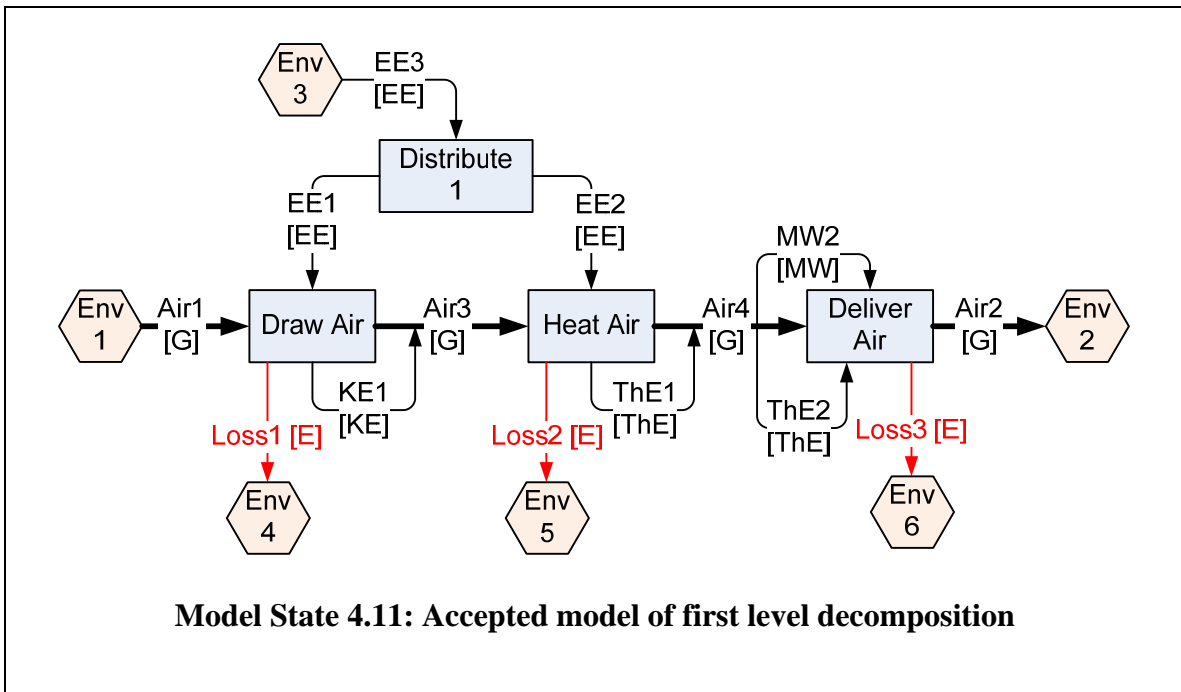 Env
3
EE3
[EE]
Distribute
1
EE1
[EE]
EE2
[EE]
MW2
[MW]
Env
1
Air1
[G]
Draw Air
Air3
[G]
Heat Air
Air4
[G]
Deliver
Air
Air2
[G]
Env
2
KE1
[KE]
ThE1
[ThE]
ThE2
[ThE]
Loss1 [E]
Loss2 [E]
Loss3 [E]
Env
4
Env
5
Env
6
Model State 4.11: Accepted model of first level decomposition